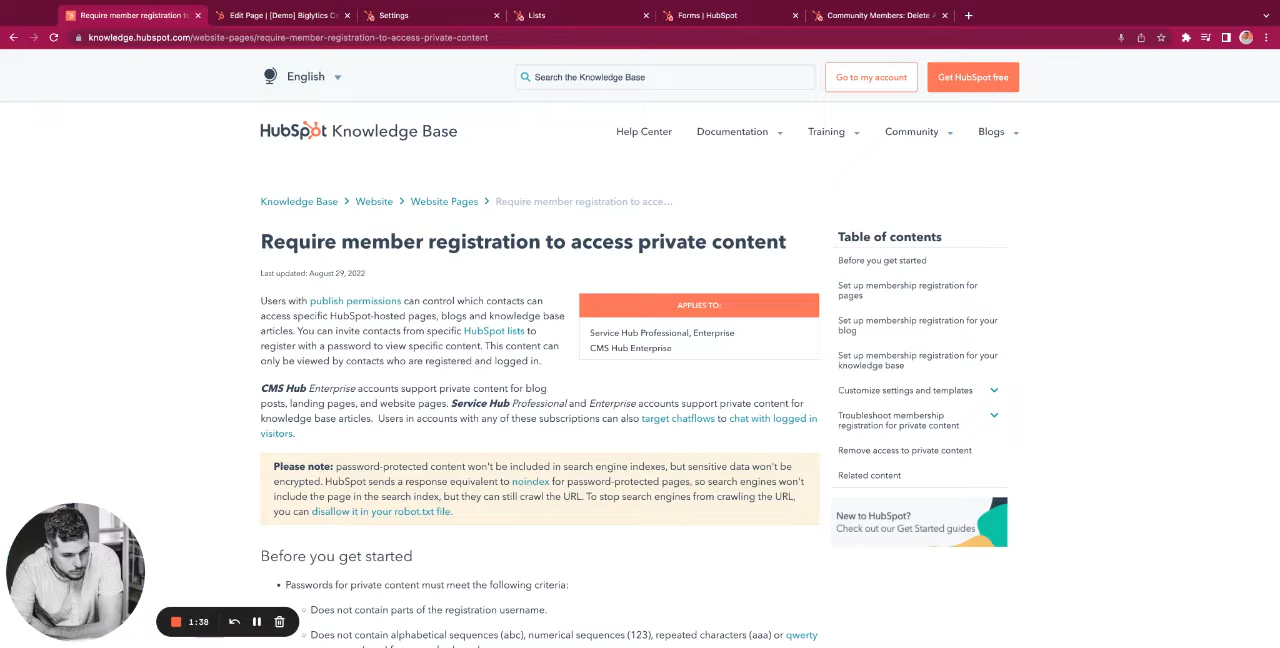 Require member registration to
Edit Page | [Demo] Biglytics C
Settings
Lists
Forms | HubSpot
Community Members: Delete
knowledge.hubspot.com/website-pages/require-member-registration-to-access-private-content
English
Search the Knowledge Base
Go to my account
Get HubSpot free
HubSpot Knowledge Base
Help Center
Documentation
Training
Community
Blogs
Knowledge Base > Website > Website Pages > Require member registration to acce...
Require member registration to access private content
Last updated: August 29, 2022
Users with publish permissions can control which contacts can
access specific HubSpot-hosted pages, blogs and knowledge base
articles. You can invite contacts from specific HubSpot lists to
register with a password to view specific content. This content can
only be viewed by contacts who are registered and logged in.
APPLIES TO:
Service Hub Professional, Enterprise
CMS Hub Enterprise
CMS Hub Enterprise accounts support private content for blog
posts, landing pages, and website pages. Service Hub Professional and Enterprise accounts support private content for
knowledge base articles. Users in accounts with any of these subscriptions can also target chatflows to chat with logged in
visitors.
Please note: password-protected content won't be included in search engine indexes, but sensitive data won't be
encrypted. HubSpot sends a response equivalent to noindex for password-protected pages, so search engines won't
include the page in the search index, but they can still crawl the URL. To stop search engines from crawling the URL,
you can disallow it in your robot.txt file.
Before you get started
• Passwords for private content must meet the following criteria:
○ Does not contain parts of the registration username.
○ Does not contain alphabetical sequences (abc), numerical sequences (123), repeated characters (aaa) or qwerty
Table of contents
Before you get started
Set up membership registration for
pages
Set up membership registration for your
blog
Set up membership registration for your
knowledge base
Customize settings and templates
Troubleshoot membership
registration for private content
Remove access to private content
Related content
New to HubSpot?
Check out our Get Started guides
1:38